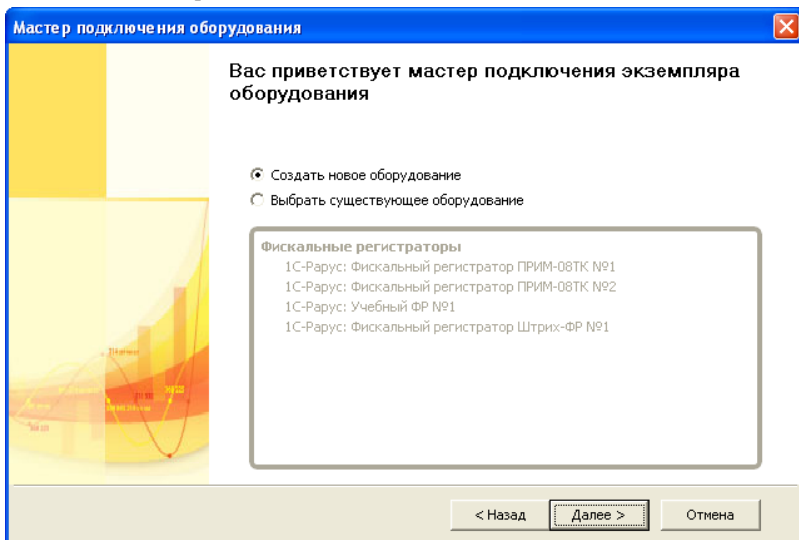 Мастер подключения оборудования
Вас приветствует мастер подключения экземпляра
оборудования
Создать новое оборудование
Выбрать существующее оборудование
Фискальные регистраторы
1С-Рарус: Фискальный регистратор ПРИМ-08ТК №1
1С-Рарус: Фискальный регистратор ПРИМ-08ТК №2
1С-Рарус: Учебный ФР №1
1С-Рарус: Фискальный регистратор Штрих-ФР №1
< Назад
Далее >
Отмена